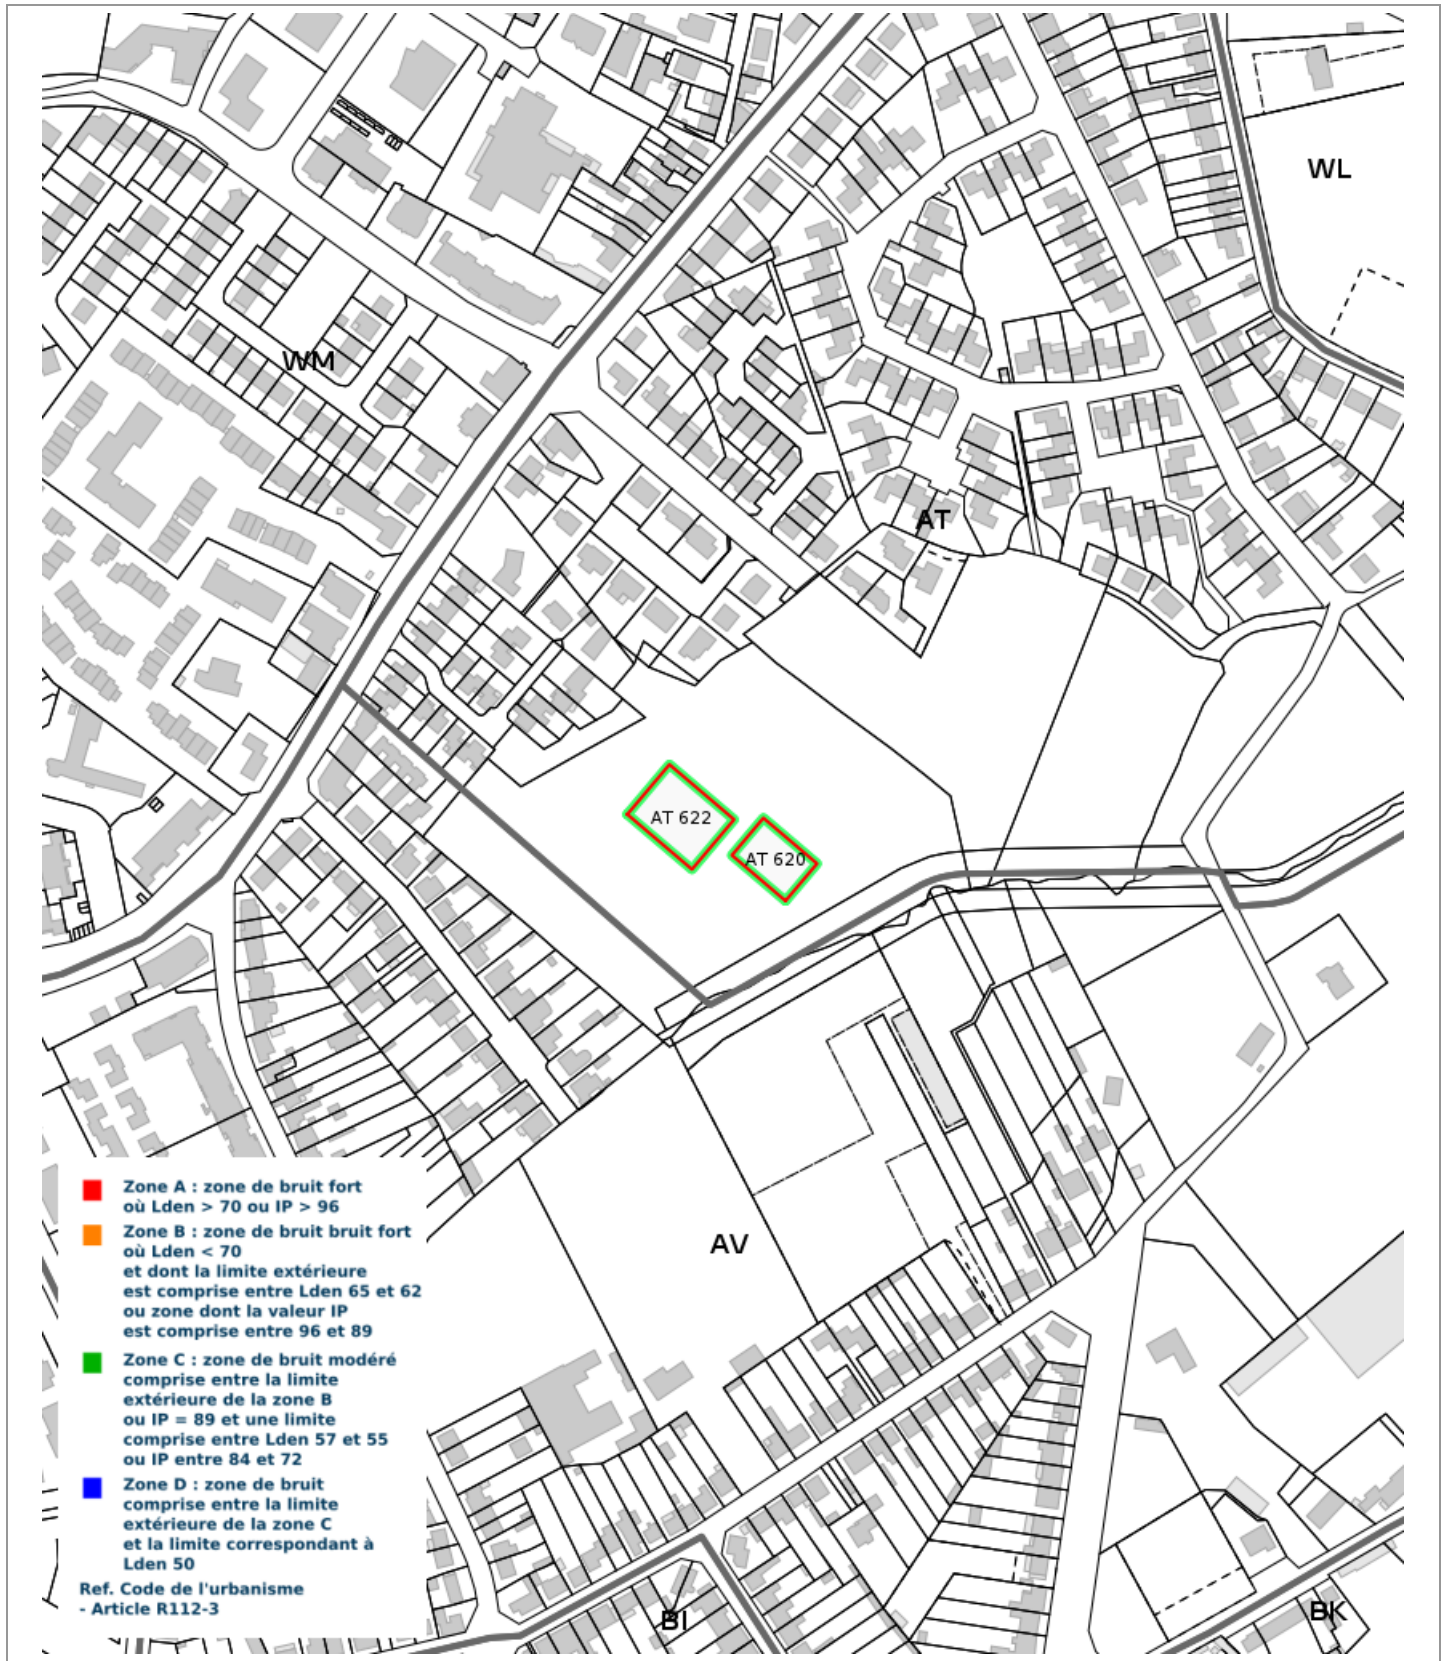 WL
WM
AT
AT 622
AT 620
AV
Zone A : zone de bruit fort
où Lden > 70 ou IP > 96
Zone B : zone de bruit bruit fort
où Lden < 70
et dont la limite extérieure
est comprise entre Lden 65 et 62
ou zone dont la valeur IP
est comprise entre 96 et 89
Zone C : zone de bruit modéré
comprise entre la limite
extérieure de la zone B
ou IP = 89 et une limite
comprise entre Lden 57 et 55
ou IP entre 84 et 72
Zone D : zone de bruit
comprise entre la limite
extérieure de la zone C
et la limite correspondant à
Lden 50
Ref. Code de l'urbanisme
- Article R112-3
BI
BK